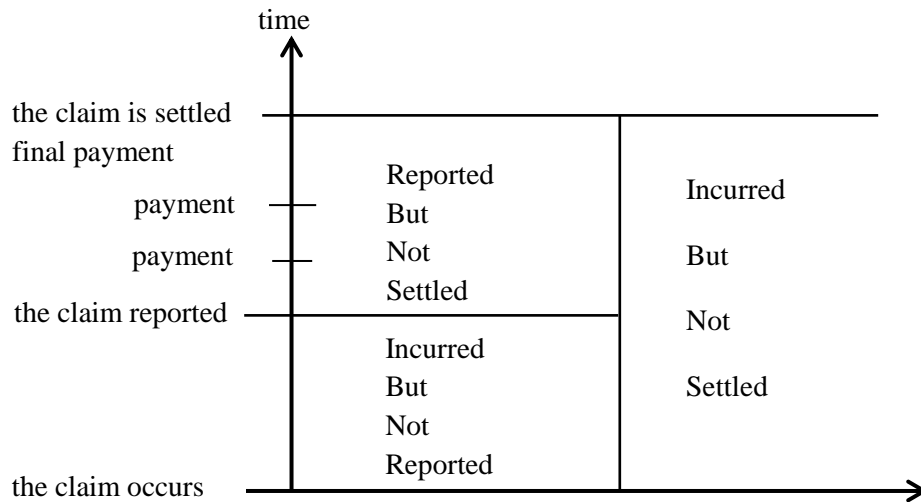 time
the claim is settled
final payment
payment
payment
the claim reported
the claim occurs
Reported
But
Not
Settled
Incurred
But
Not
Reported
Incurred
But
Not
Settled